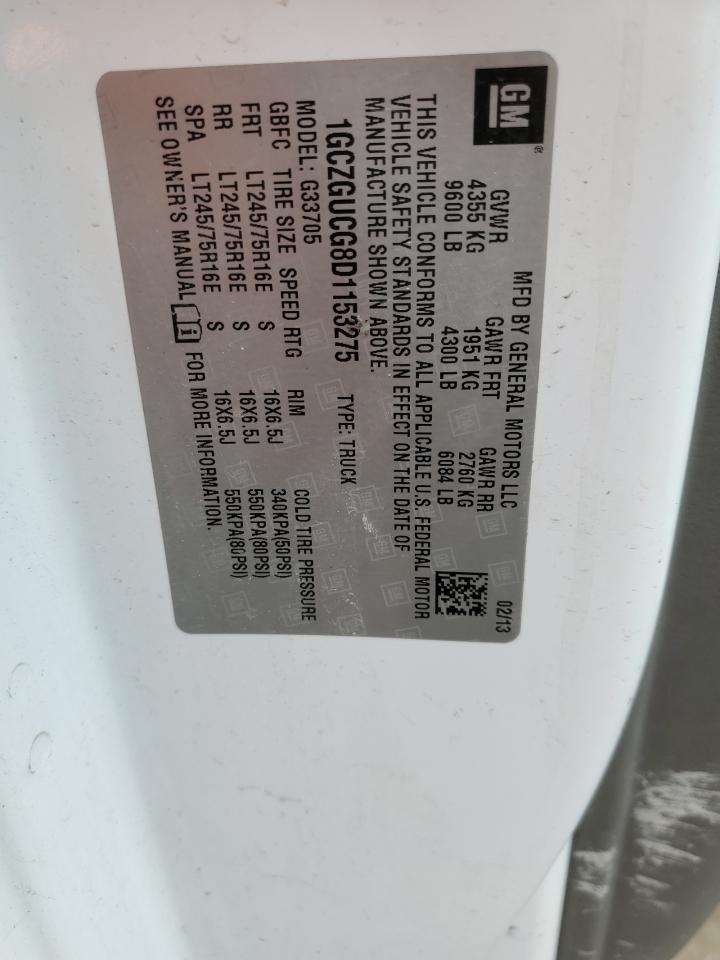 GM®
MFD BY GENERAL MOTORS LLC 02/13
GVWR GAWR FRT GAWR RR
4355 KG 1951 KG 2760 KG
9600 LB 4300 LB 6084 LB
THIS VEHICLE CONFORMS TO ALL APPLICABLE U.S. FEDERAL MOTOR
VEHICLE SAFETY STANDARDS IN EFFECT ON THE DATE OF
MANUFACTURE SHOWN ABOVE.
1GCZGUCG8D1153275 TYPE: TRUCK
MODEL: G33705
GBFC TIRE SIZE SPEED RTG RIM COLD TIRE PRESSURE
FRT LT245/75R16E S 16X6.5J 340KPA(50PSI)
RR LT245/75R16E S 16X6.5J 550KPA(80PSI)
SPA LT245/75R16E S 16X6.5J 550KPA(80PSI)
SEE OWNER'S MANUAL i FOR MORE INFORMATION.